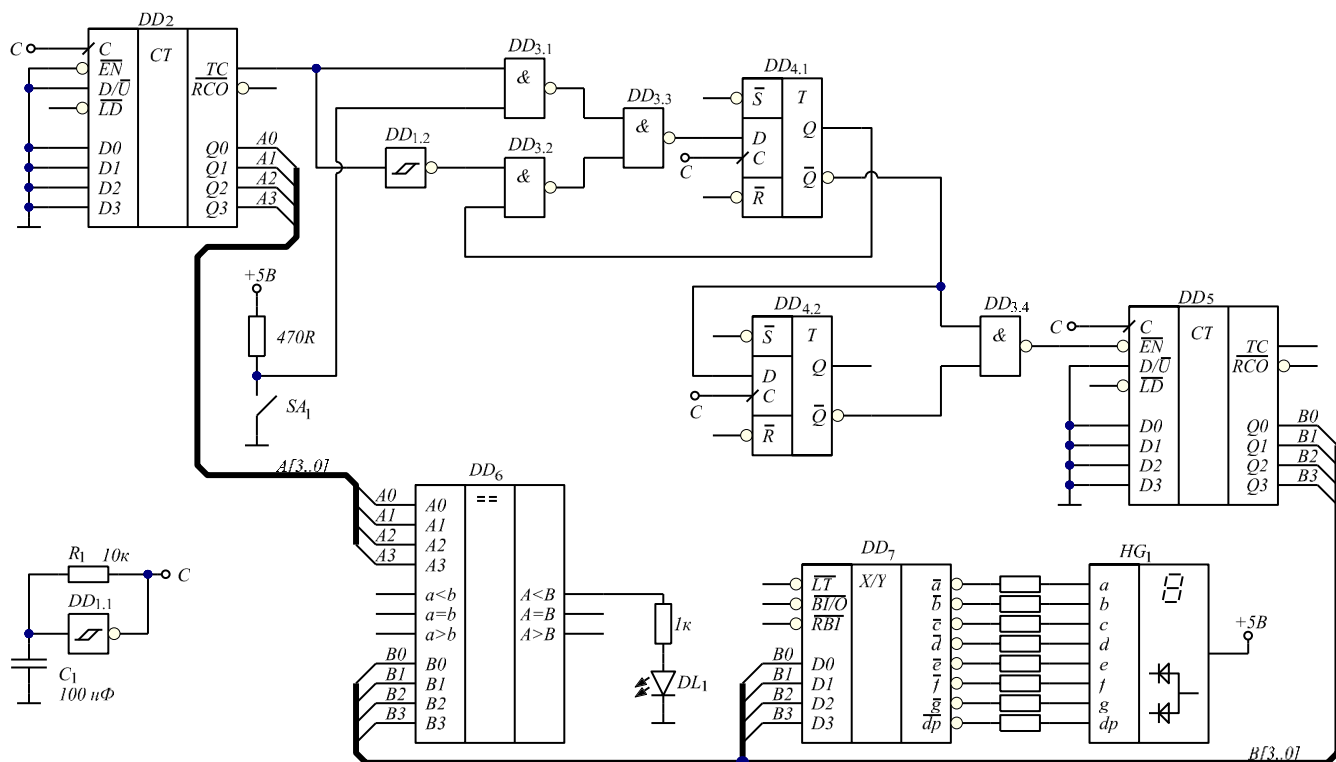 DD2
C
C
CT
TC
EN
D/U
RCO
LD
D0
Q0
A0
D1
Q1
A1
D2
Q2
A2
D3
Q3
A3
DD3.1
&
DD3.3
&
DD1.2
DD3.2
&
DD4.1
S
T
D
Q
C
C
Q
R
+5В
470R
SA1
DD4.2
S
T
Q
D
C
C
Q
R
DD3.4
&
DD5
C
C
CT
EN
TC
D/U
RCO
LD
D0
Q0
B0
D1
Q1
B1
D2
Q2
B2
D3
Q3
B3
A[3..0]
DD6
==
A0
A0
A1
A1
A2
A2
A3
A3
a<b
A<B
a=b
A=B
a>b
A>B
B0
B0
B1
B1
B2
B2
B3
B3
1к
DL1
R1
10к
C
DD1.1
C1
100 нФ
DD7
LT
X/Y
BI/O
RBI
a
b
c
d
e
f
g
dp
B0
D0
B1
D1
B2
D2
B3
D3
HG1
a
b
c
d
e
f
g
dp
8
+5В
B[3..0]